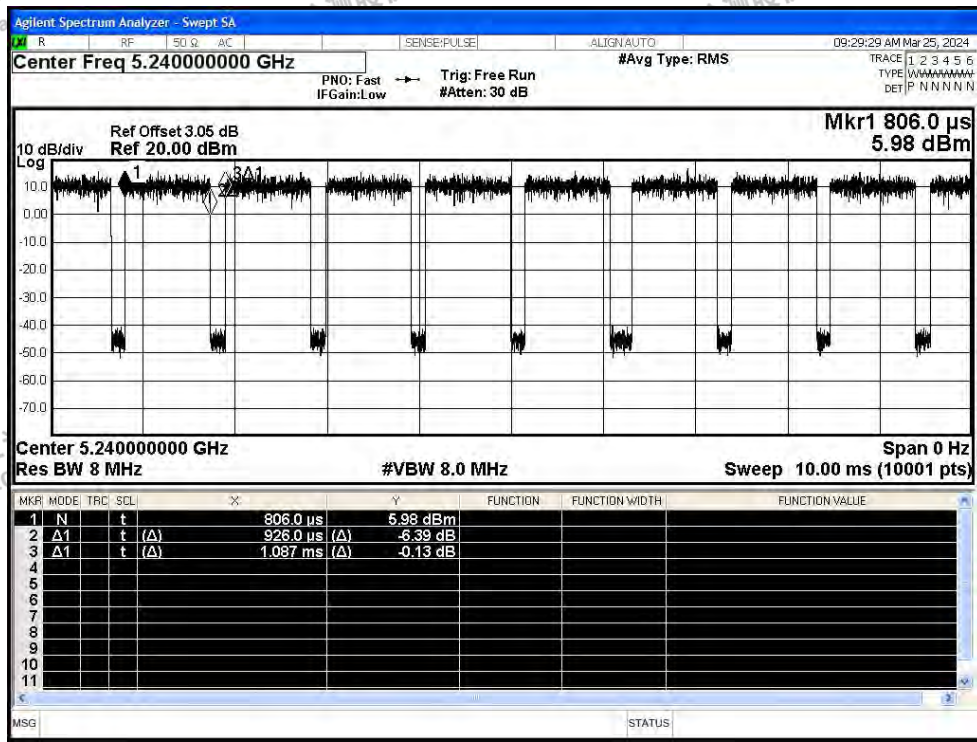 Agilent Spectrum Analyzer - Swept SA
LXI R RF 50 Ω AC SENSE:PULSE ALIGN AUTO 09:29:29 AM Mar 25, 2024
Center Freq 5.240000000 GHz
PNO: Fast
IFGain:Low
Trig: Free Run
#Atten: 30 dB
#Avg Type: RMS
TRACE 1 2 3 4 5 6
TYPE WWWWWW
DET P N N N N N
Mkr1 806.0 µs
5.98 dBm
Ref Offset 3.05 dB
10 dB/div Ref 20.00 dBm
Log
1
3Δ1
10.0
0.00
-10.0
-20.0
-30.0
-40.0
-50.0
-60.0
-70.0
Center 5.240000000 GHz Span 0 Hz
Res BW 8 MHz #VBW 8.0 MHz Sweep 10.00 ms (10001 pts)
MKR MODE TRC SCL X Y FUNCTION FUNCTION WIDTH FUNCTION VALUE
1 N t 806.0 µs 5.98 dBm
2 Δ1 t (Δ) 926.0 µs (Δ) -6.39 dB
3 Δ1 t (Δ) 1.087 ms (Δ) -0.13 dB
4
5
6
7
8
9
10
11
MSG STATUS